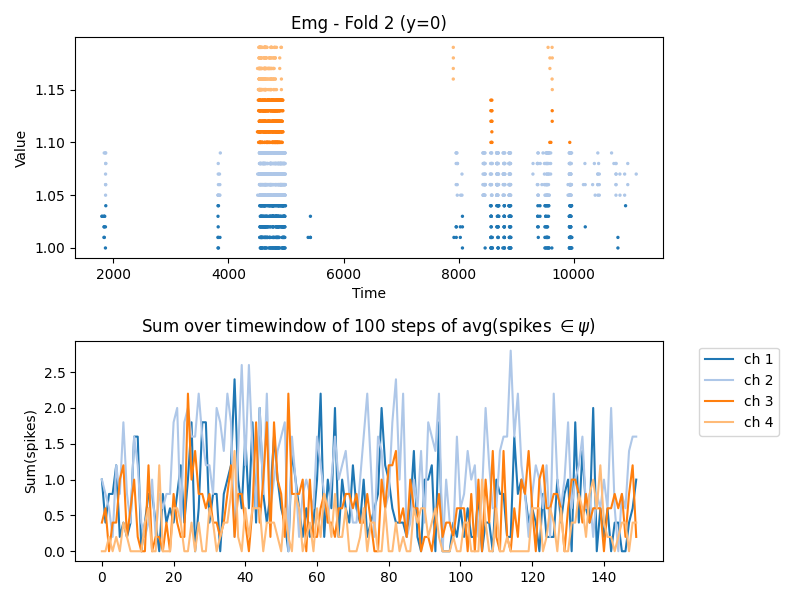 Emg - Fold 2 (y=0)
Value
1.15
1.10
1.05
1.00
2000 4000 6000 8000 10000
Time
Sum over timewindow of 100 steps of avg(spikes ∈ ψ)
Sum(spikes)
2.5
2.0
1.5
1.0
0.5
0.0
0 20 40 60 80 100 120 140
ch 1
ch 2
ch 3
ch 4